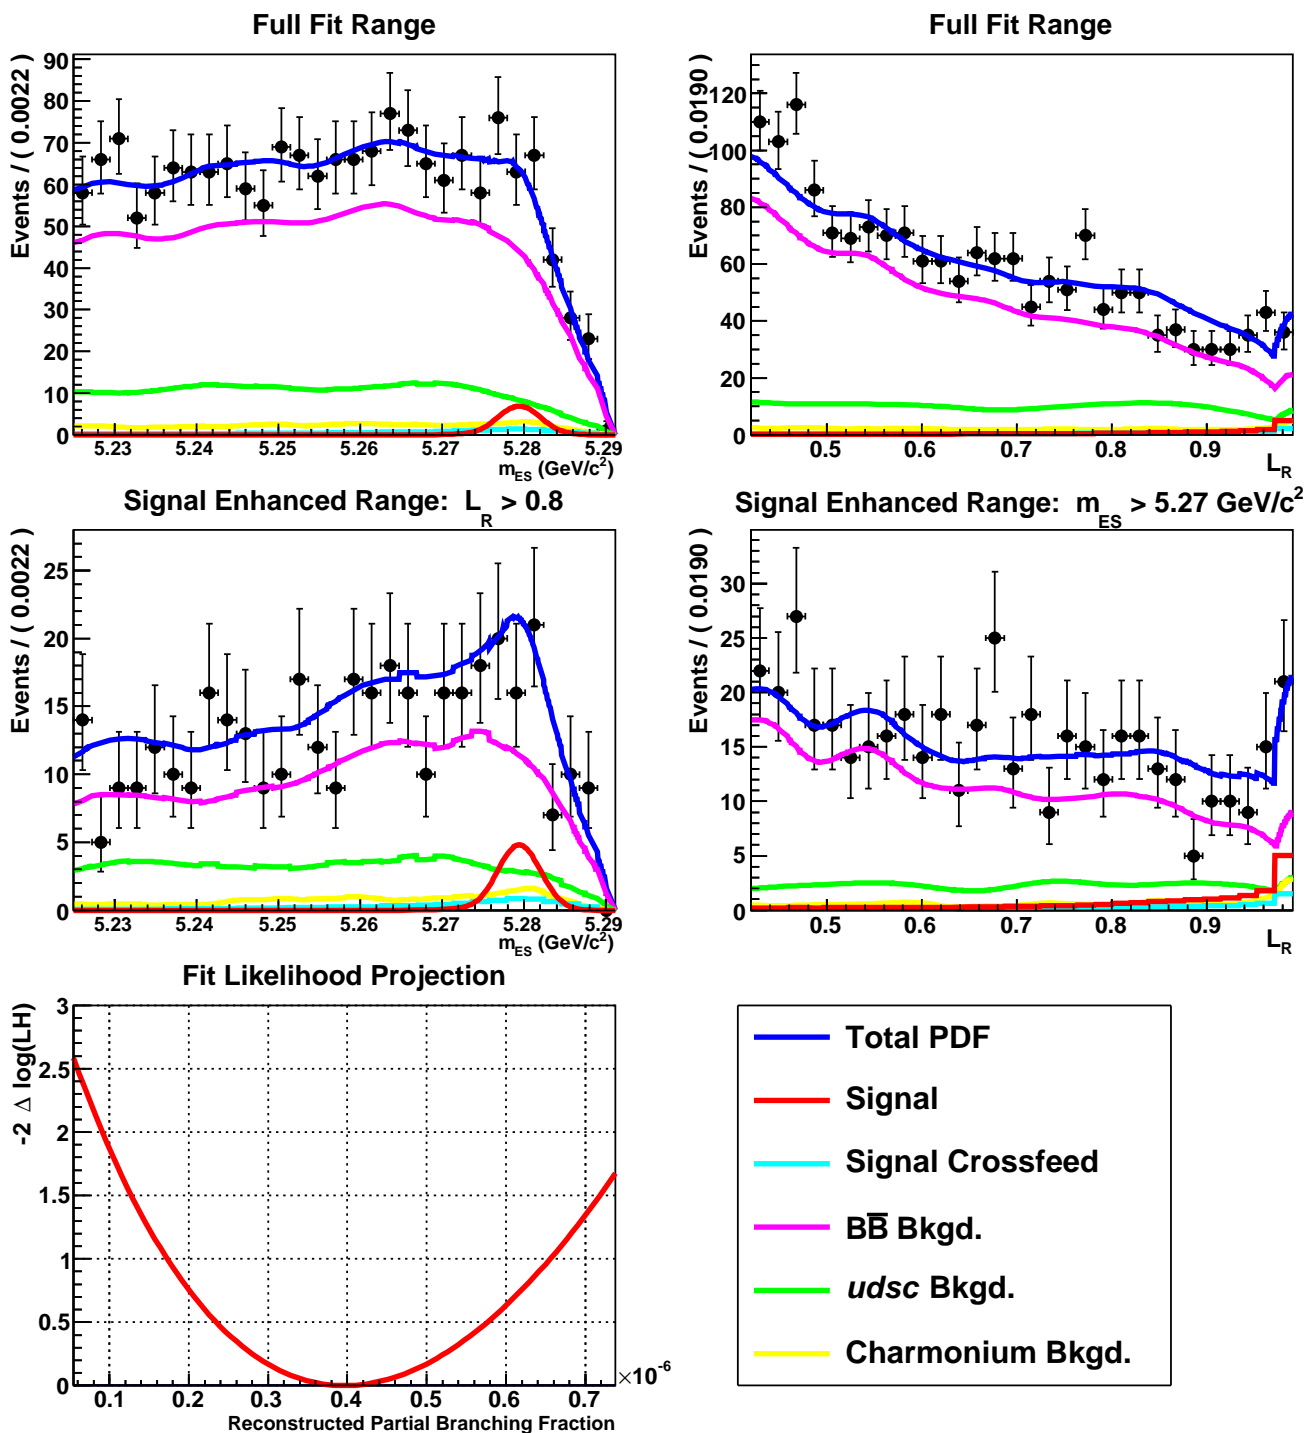 Full Fit Range
Events / ( 0.0022
0 10 20 30 40 50 60 70 80 90
5.23 5.24 5.25 5.26 5.27 5.28 5.29
m_ES (GeV/c²)
Full Fit Range
Events / ( 0.0190
0 20 40 60 80 100 120
0.5 0.6 0.7 0.8 0.9
L_R
Signal Enhanced Range: L_R > 0.8
Events / ( 0.0022
0 5 10 15 20 25
5.23 5.24 5.25 5.26 5.27 5.28 5.29
m_ES (GeV/c²)
Signal Enhanced Range: m_ES > 5.27 GeV/c²
Events / ( 0.0190
0 5 10 15 20 25 30
0.5 0.6 0.7 0.8 0.9
L_R
Fit Likelihood Projection
-2 Δ log(LH)
0 0.5 1 1.5 2 2.5 3
0.1 0.2 0.3 0.4 0.5 0.6 0.7
×10⁻⁶
Reconstructed Partial Branching Fraction
Total PDF
Signal
Signal Crossfeed
BB̅ Bkgd.
udsc Bkgd.
Charmonium Bkgd.